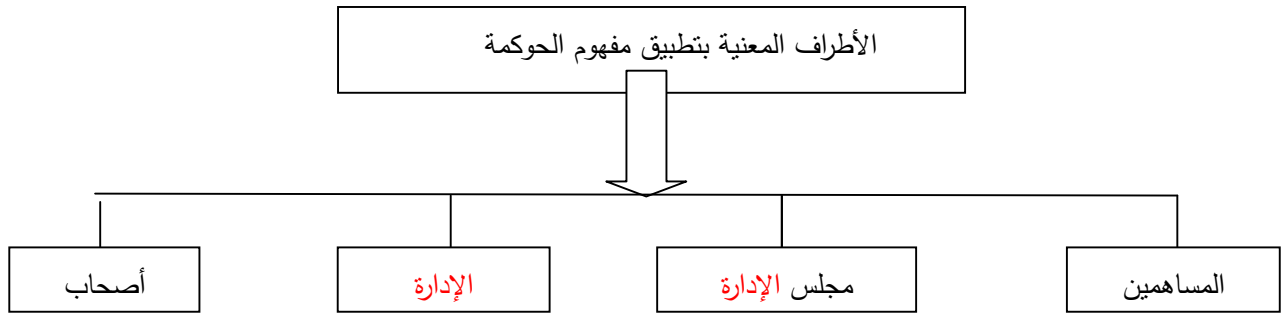 الأطراف المعنية بتطبيق مفهوم الحوكمة
المساهمين
مجلس الإدارة
الإدارة
أصحاب